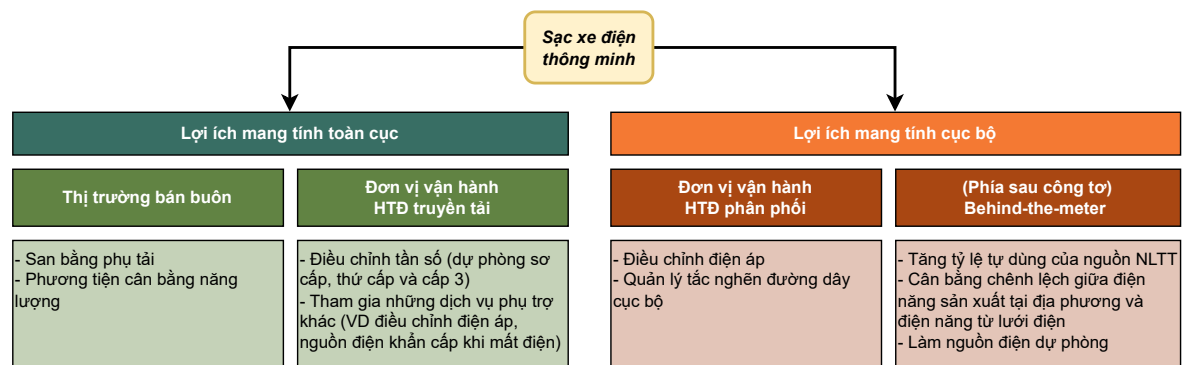 Sạc xe điện
thông minh
Lợi ích mang tính toàn cục
Lợi ích mang tính cục bộ
Thị trường bán buôn
Đơn vị vận hành
HTĐ truyền tải
Đơn vị vận hành
HTĐ phân phối
(Phía sau công tơ)
Behind-the-meter
- San bằng phụ tải
- Phương tiện cân bằng năng
lượng
- Điều chỉnh tần số (dự phòng sơ
cấp, thứ cấp và cấp 3)
- Tham gia những dịch vụ phụ trợ
khác (VD điều chỉnh điện áp,
nguồn điện khẩn cấp khi mất điện)
- Điều chỉnh điện áp
- Quản lý tắc nghẽn đường dây
cục bộ
- Tăng tỷ lệ tự dùng của nguồn NLTT
- Cân bằng chênh lệch giữa điện
năng sản xuất tại địa phương và
điện năng từ lưới điện
- Làm nguồn điện dự phòng